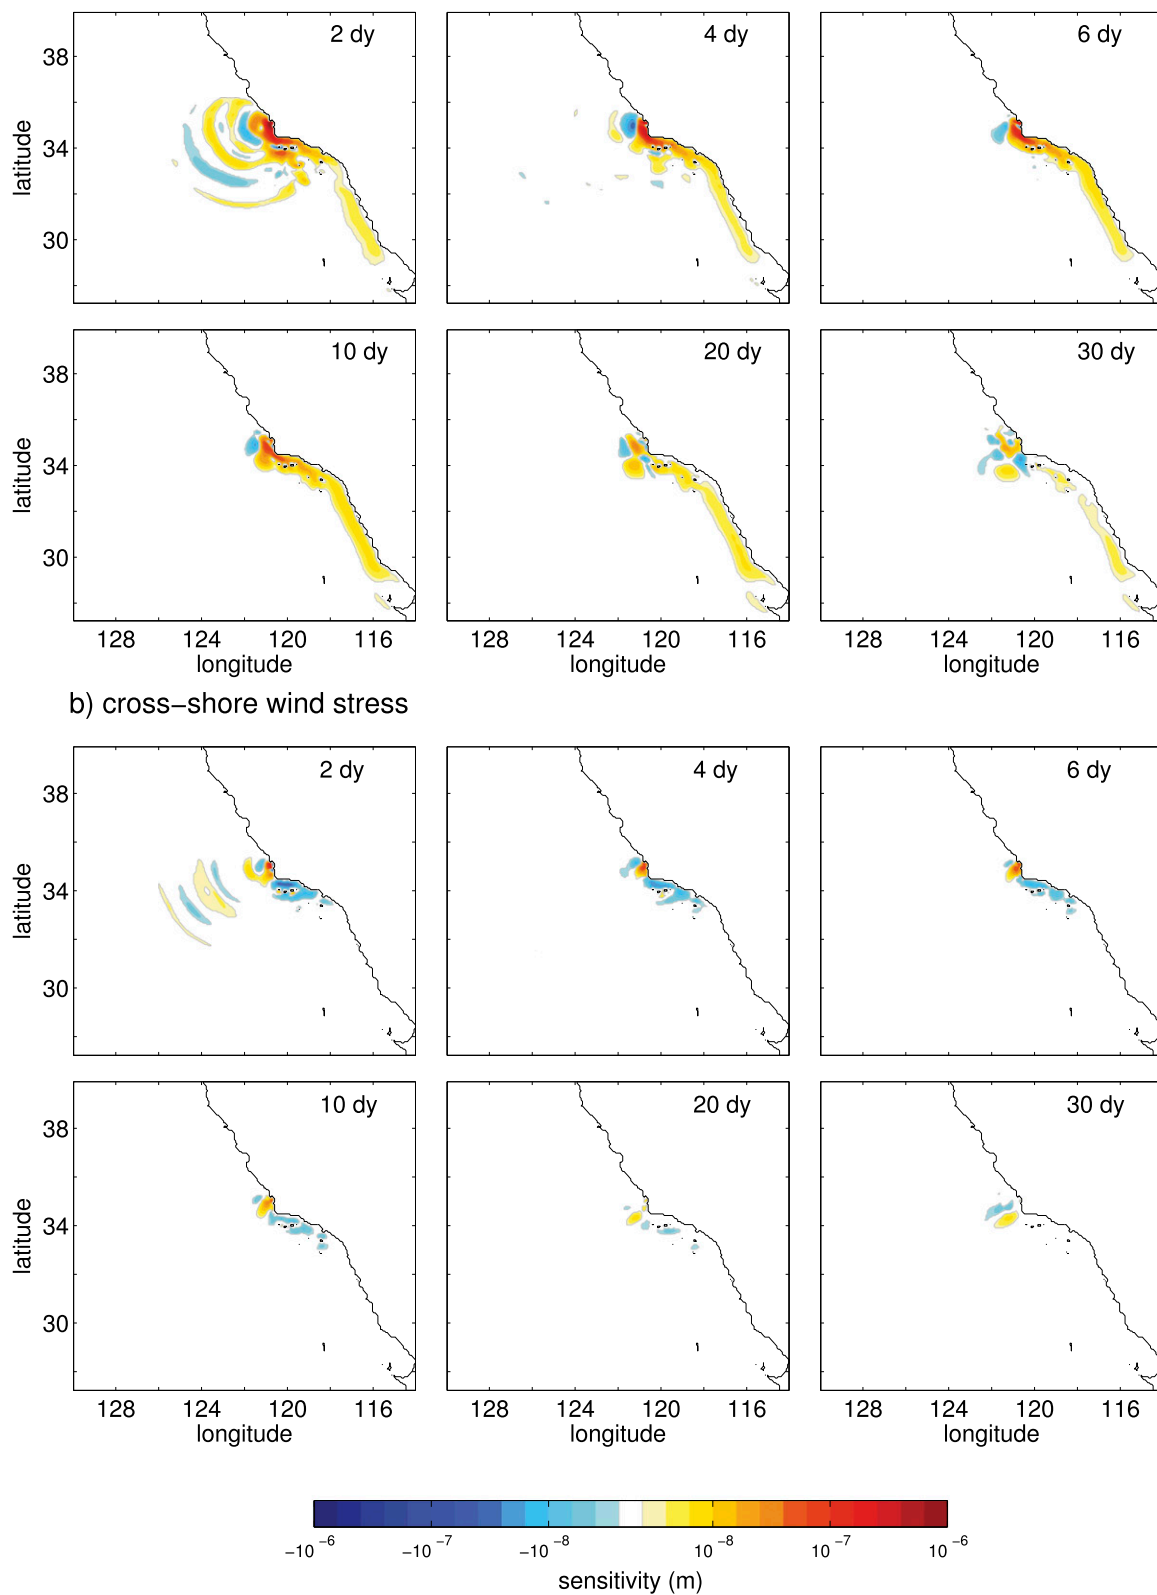 2 dy 4 dy 6 dy
38
34
30
latitude
10 dy 20 dy 30 dy
38
34
30
latitude
128 124 120 116 128 124 120 116 128 124 120 116
longitude longitude longitude
b) cross−shore wind stress
2 dy 4 dy 6 dy
38
34
30
latitude
10 dy 20 dy 30 dy
38
34
30
latitude
128 124 120 116 128 124 120 116 128 124 120 116
longitude longitude longitude
−10⁻⁶ −10⁻⁷ −10⁻⁸ 10⁻⁸ 10⁻⁷ 10⁻⁶
sensitivity (m)